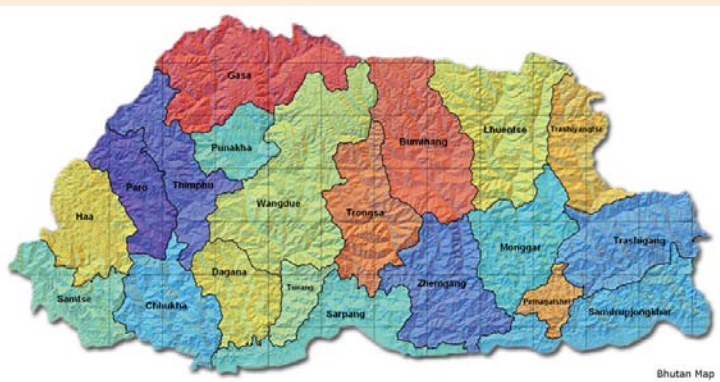 Gasa
Punakha
Bumthang
Lhuentse
Trashiyangtse
Paro
Thimphu
Haa
Wangdue
Trongsa
Monggar
Trashigang
Dagana
Tsirang
Zhemgang
Samtse
Chhukha
Sarpang
Samdrupjongkhar
Bhutan Map